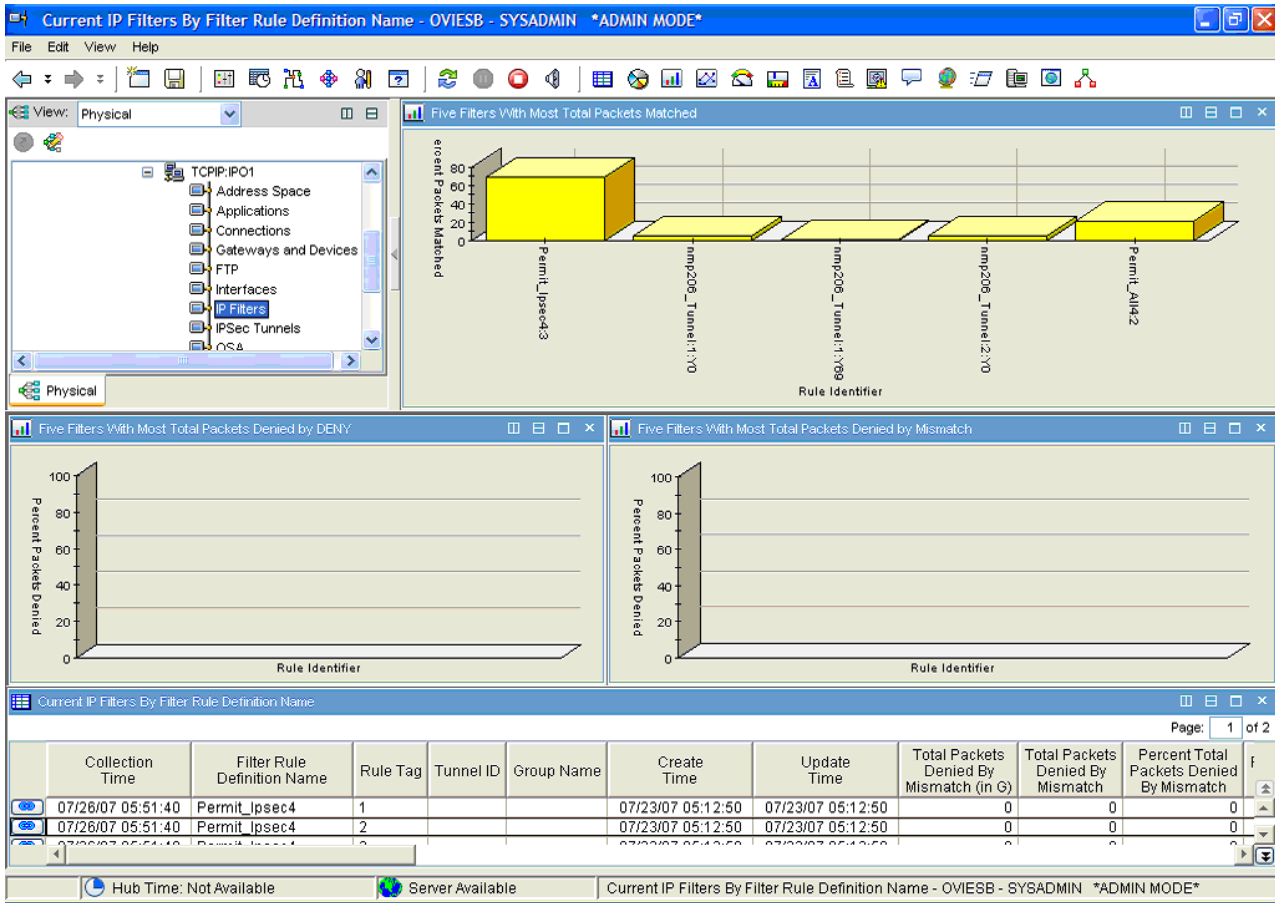 Current IP Filters By Filter Rule Definition Name - OVIESB - SYSADMIN *ADMIN MODE*
File Edit View Help
View: Physical
TCPIP:IPO1
Address Space
Applications
Connections
Gateways and Devices
FTP
Interfaces
IP Filters
IPSec Tunnels
OSA
Physical
Five Filters With Most Total Packets Matched
ercent Packets Matched
80
60
40
20
0
Permit_Ipsec4:3
nmp206_Tunnel:1:Y0
nmp206_Tunnel:1:Y69
nmp206_Tunnel:2:Y0
Permit_All4:2
Rule Identifier
Five Filters With Most Total Packets Denied by DENY
Percent Packets Denied
100
80
60
40
20
0
Rule Identifier
Five Filters With Most Total Packets Denied by Mismatch
Percent Packets Denied
100
80
60
40
20
0
Rule Identifier
Current IP Filters By Filter Rule Definition Name
Page: 1 of 2
Collection Time
Filter Rule Definition Name
Rule Tag
Tunnel ID
Group Name
Create Time
Update Time
Total Packets Denied By Mismatch (in G)
Total Packets Denied By Mismatch
Percent Total Packets Denied By Mismatch
07/26/07 05:51:40 Permit_Ipsec4 1 07/23/07 05:12:50 07/23/07 05:12:50 0 0 0
07/26/07 05:51:40 Permit_Ipsec4 2 07/23/07 05:12:50 07/23/07 05:12:50 0 0 0
Hub Time: Not Available
Server Available
Current IP Filters By Filter Rule Definition Name - OVIESB - SYSADMIN *ADMIN MODE*